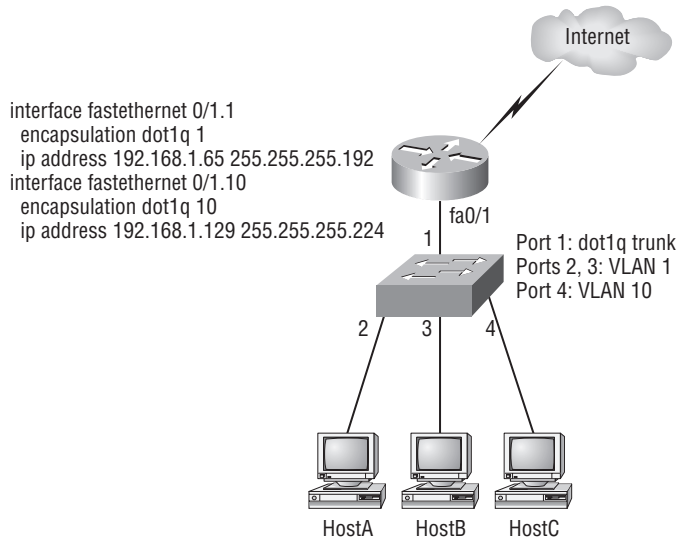 Internet
interface fastethernet 0/1.1
encapsulation dot1q 1
ip address 192.168.1.65 255.255.255.192
interface fastethernet 0/1.10
encapsulation dot1q 10
ip address 192.168.1.129 255.255.255.224
fa0/1
1
Port 1: dot1q trunk
Ports 2, 3: VLAN 1
Port 4: VLAN 10
2
3
4
HostA
HostB
HostC